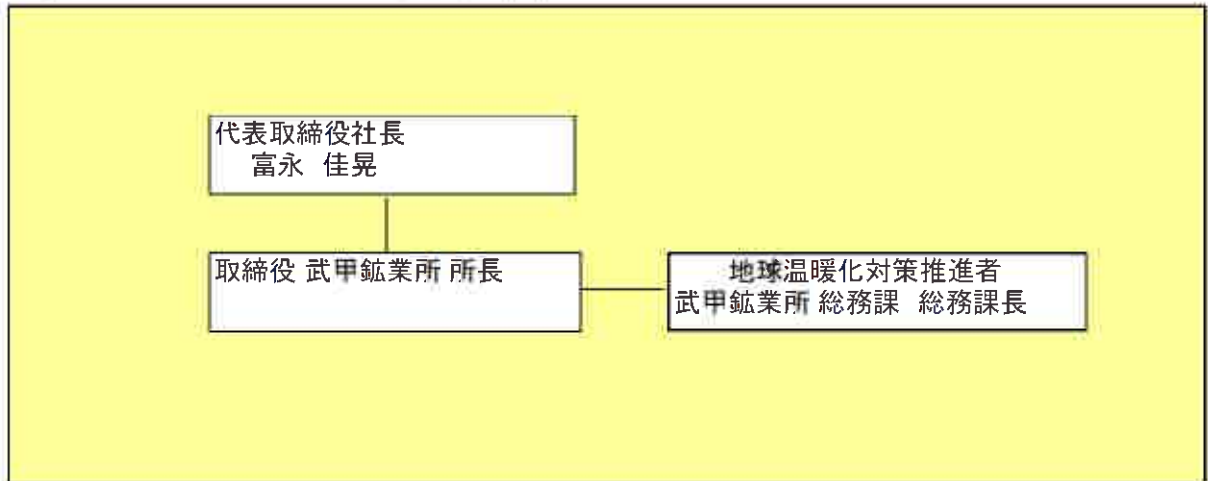 代表取締役社長
富永 佳晃
取締役 武甲鉱業所 所長
地球温暖化対策推進者
武甲鉱業所 総務課 総務課長